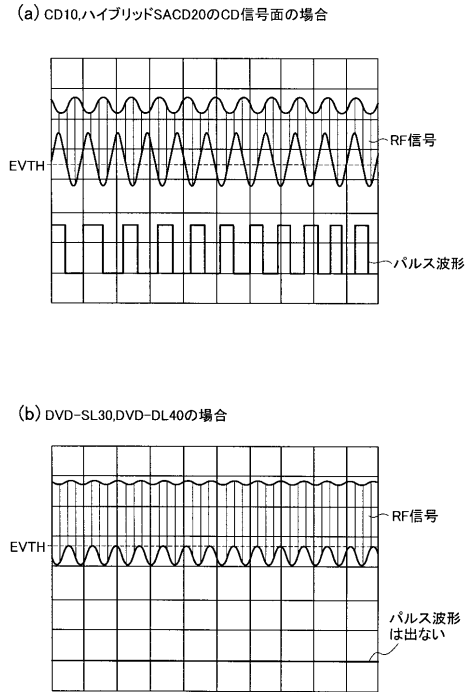 (a) CD10,ハイブリッドSACD20のCD信号面の場合
RF信号
EVTH
パルス波形
(b) DVD-SL30,DVD-DL40の場合
RF信号
EVTH
パルス波形
は出ない